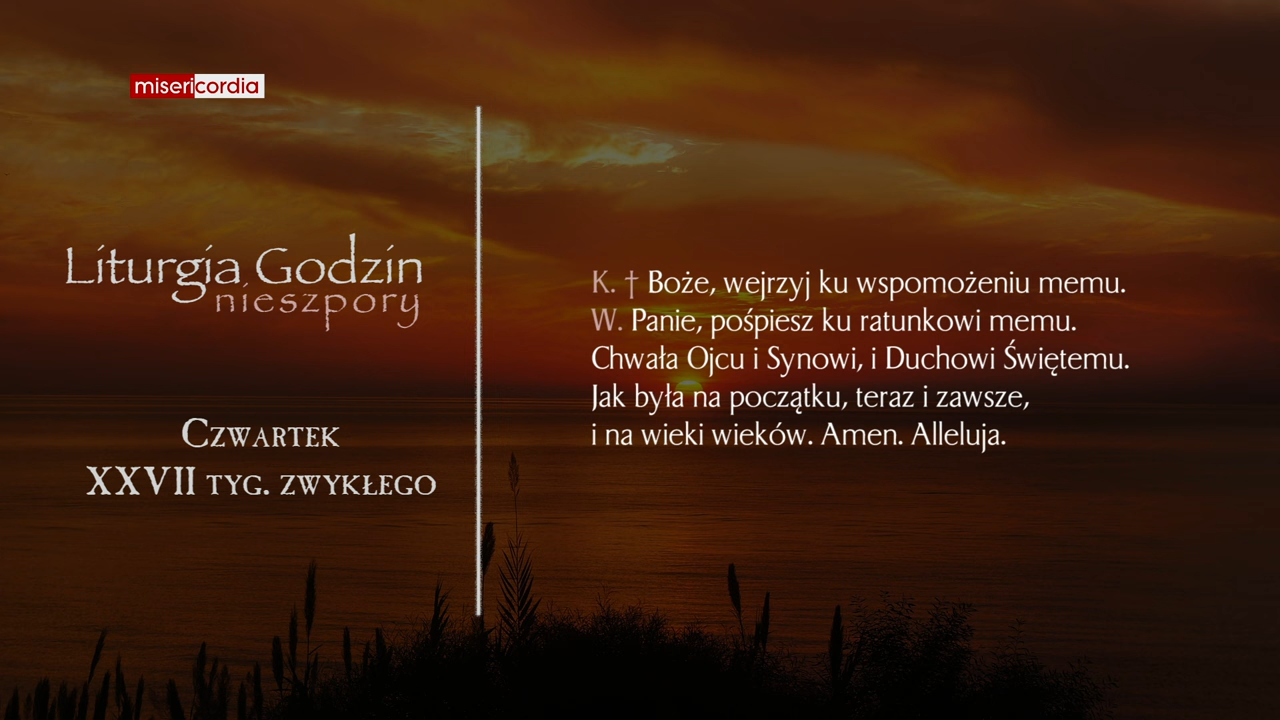 misericordia
Liturgia Godzin
nieszpory
Czwartek
XXVII tyg. zwykłego
K. † Boże, wejrzyj ku wspomożeniu memu.
W. Panie, pośpiesz ku ratunkowi memu.
Chwała Ojcu i Synowi, i Duchowi Świętemu.
Jak była na początku, teraz i zawsze,
i na wieki wieków. Amen. Alleluja.